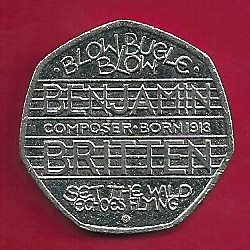 BLOW BUGLE
BLOW
BENJAMIN
COMPOSER · BORN 1913
BRITTEN
SET THE WILD
ECHOES FLYING